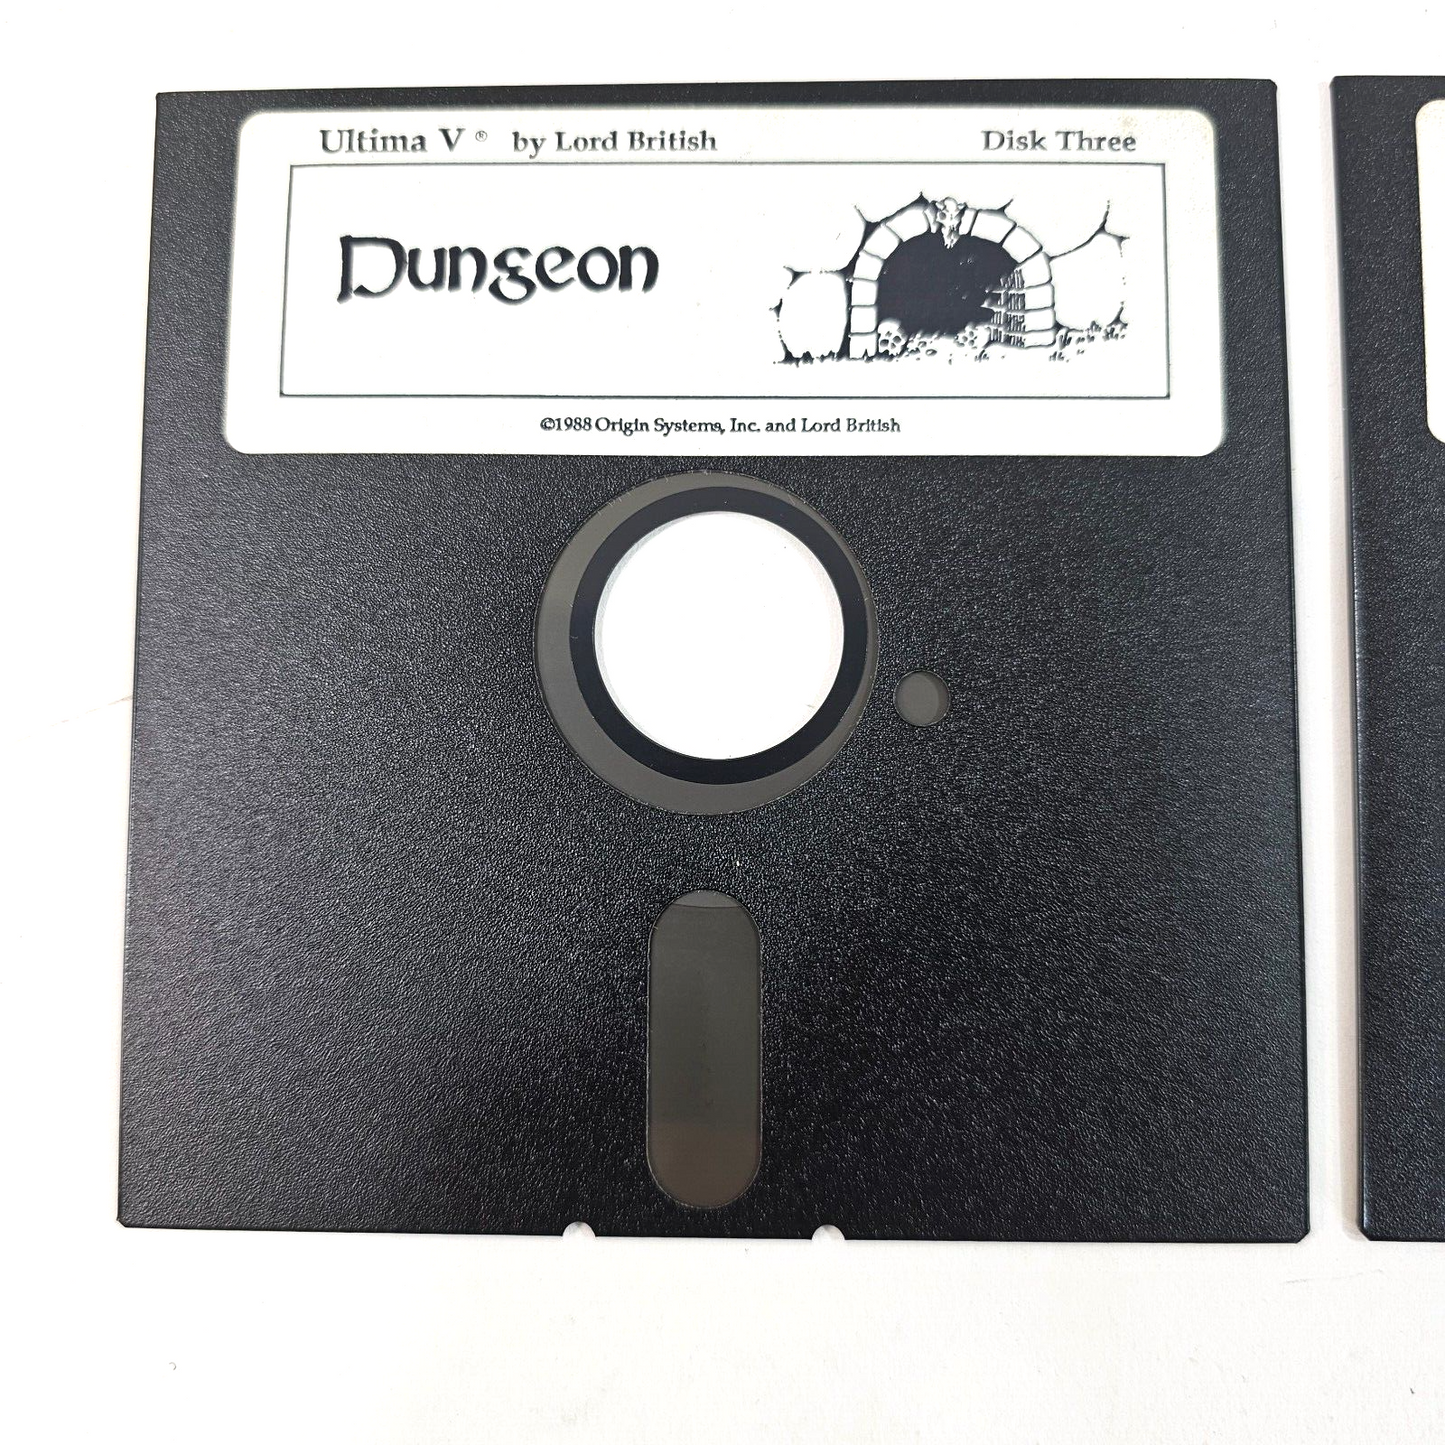 Ultima V ® by Lord British Disk Three
Dungeon
©1988 Origin Systems, Inc. and Lord British